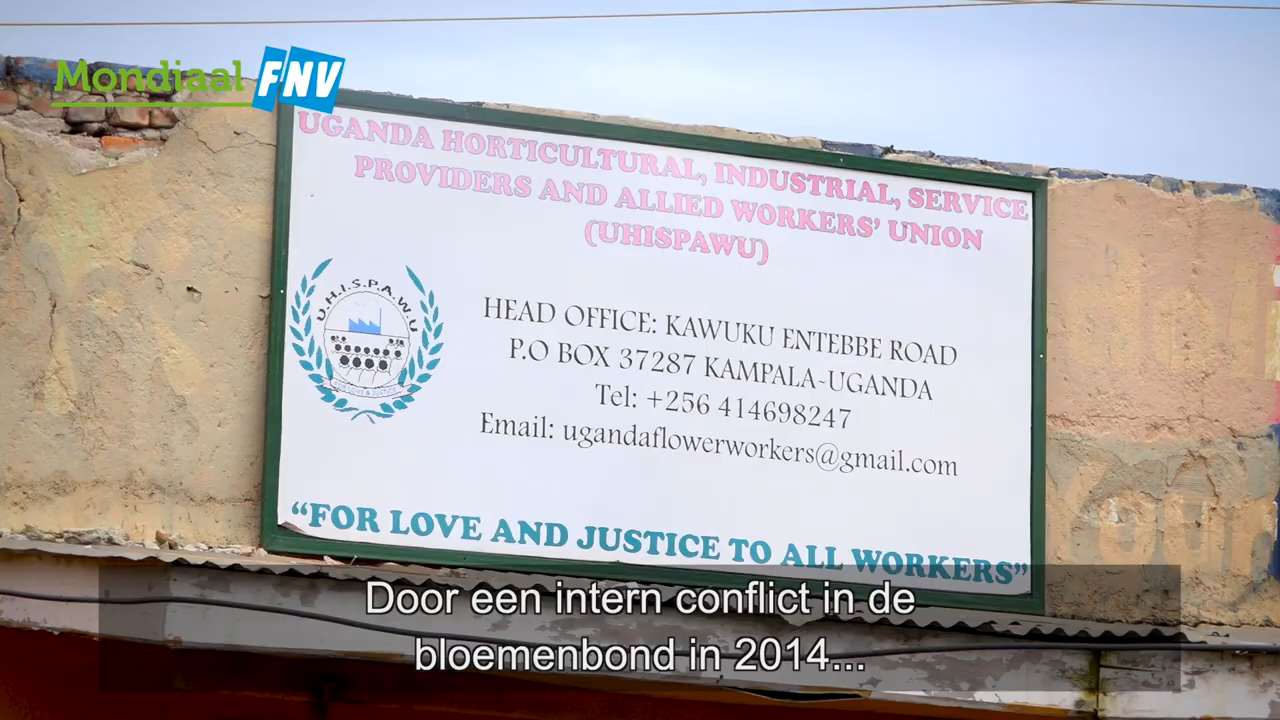 Mondiaal FNV
UGANDA HORTICULTURAL, INDUSTRIAL, SERVICE
PROVIDERS AND ALLIED WORKERS' UNION
(UHISPAWU)
U.H.I.S.P.A.W.U
HEAD OFFICE: KAWUKU ENTEBBE ROAD
P.O BOX 37287 KAMPALA-UGANDA
Tel: +256 414698247
Email: ugandaflowerworkers@gmail.com
"FOR LOVE AND JUSTICE TO ALL WORKERS"
Door een intern conflict in de
bloemenbond in 2014...